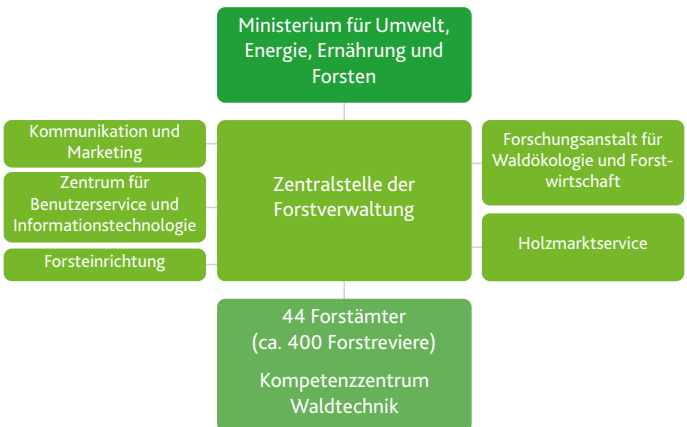 Ministerium für Umwelt,
Energie, Ernährung und
Forsten
Kommunikation und
Marketing
Zentrum für
Benutzerservice und
Informationstechnologie
Forsteinrichtung
Zentralstelle der
Forstverwaltung
Forschungsanstalt für
Waldökologie und Forst-
wirtschaft
Holzmarktservice
44 Forstämter
(ca. 400 Forstreviere)
Kompetenzzentrum
Waldtechnik